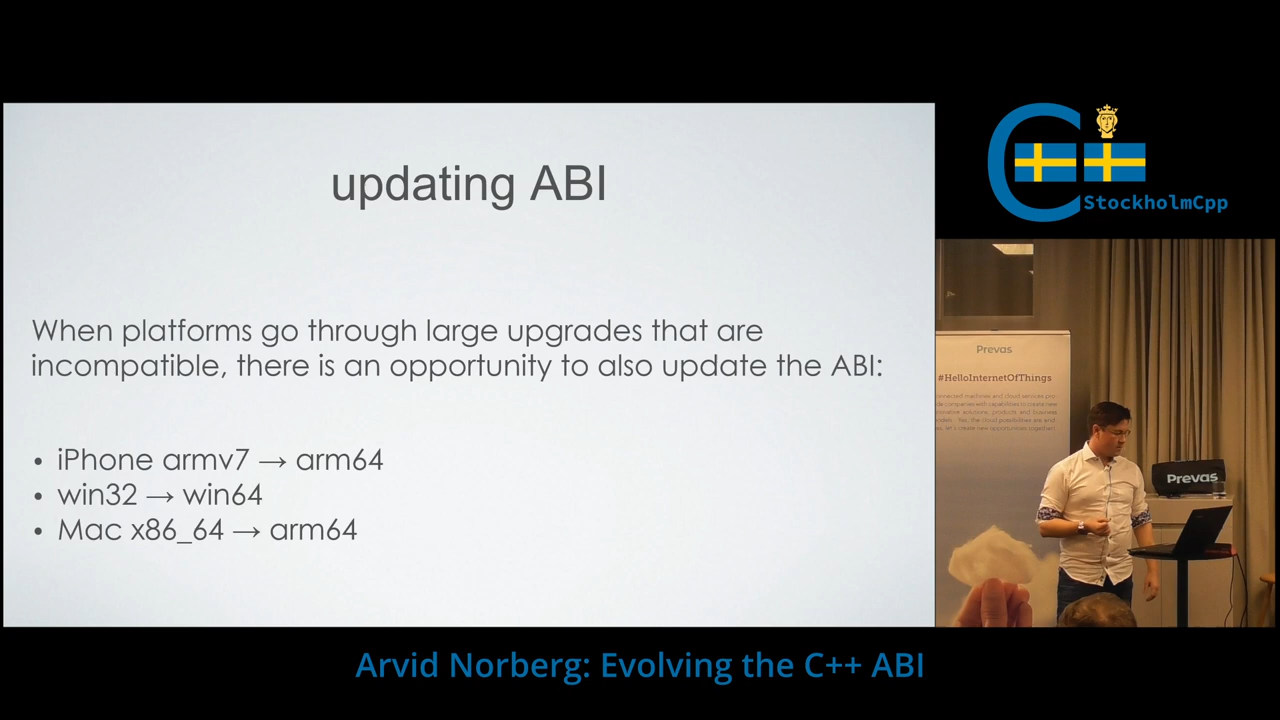 updating ABI
When platforms go through large upgrades that are
incompatible, there is an opportunity to also update the ABI:
• iPhone armv7 → arm64
• win32 → win64
• Mac x86_64 → arm64
C++
StockholmCpp
Prevas
#HelloInternetOfThings
Prevas
Arvid Norberg: Evolving the C++ ABI